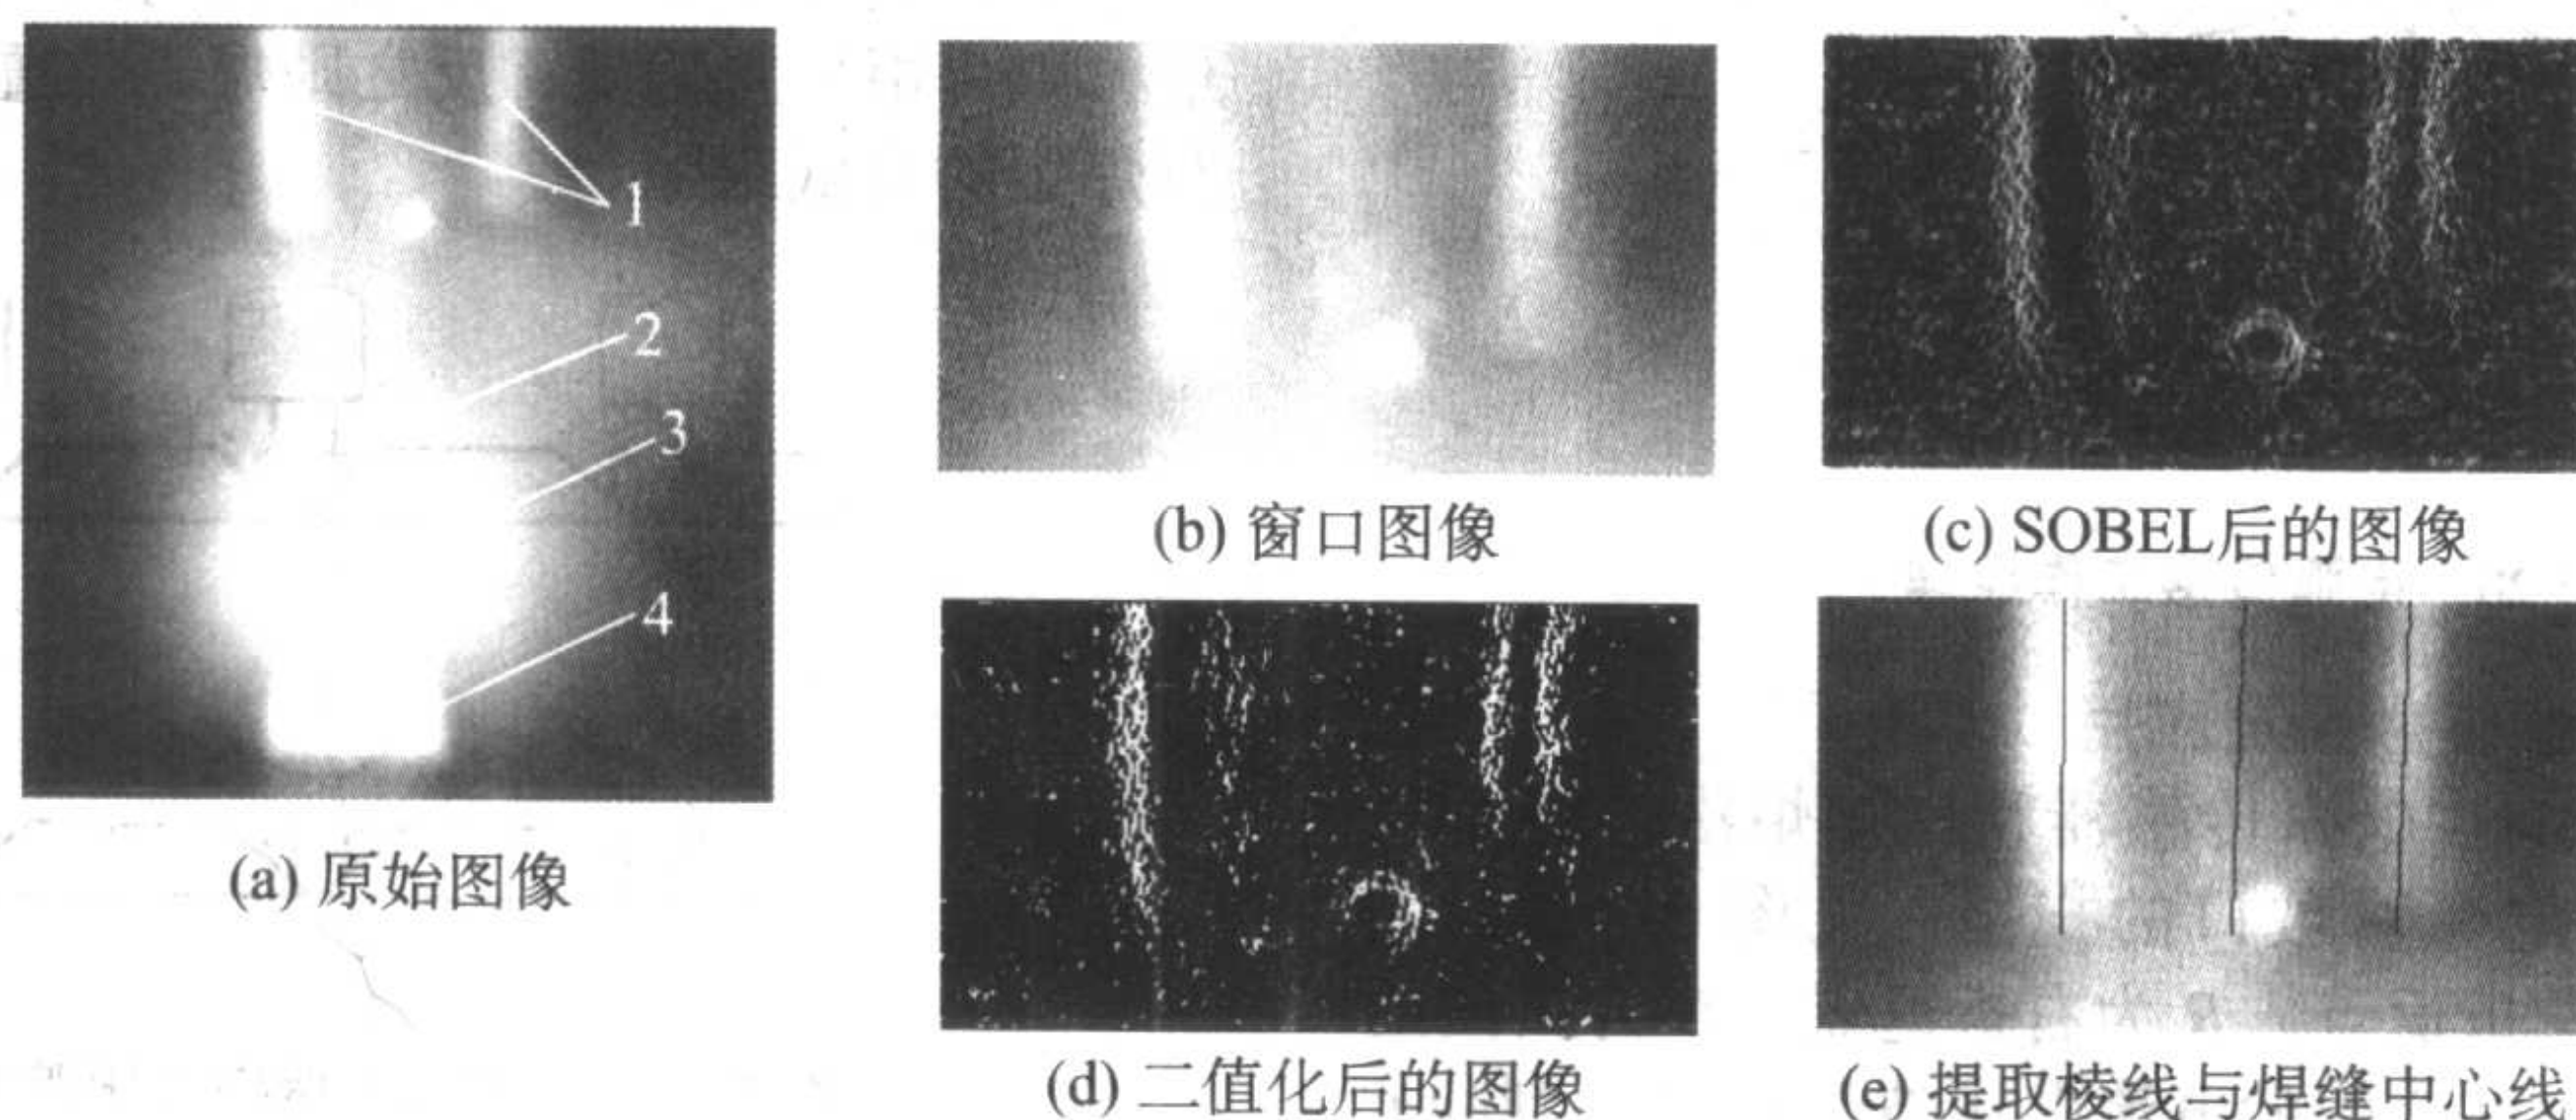 1
2
3
4
(a) 原始图像
(b) 窗口图像
(c) SOBEL后的图像
(d) 二值化后的图像
(e) 提取棱线与焊缝中心线